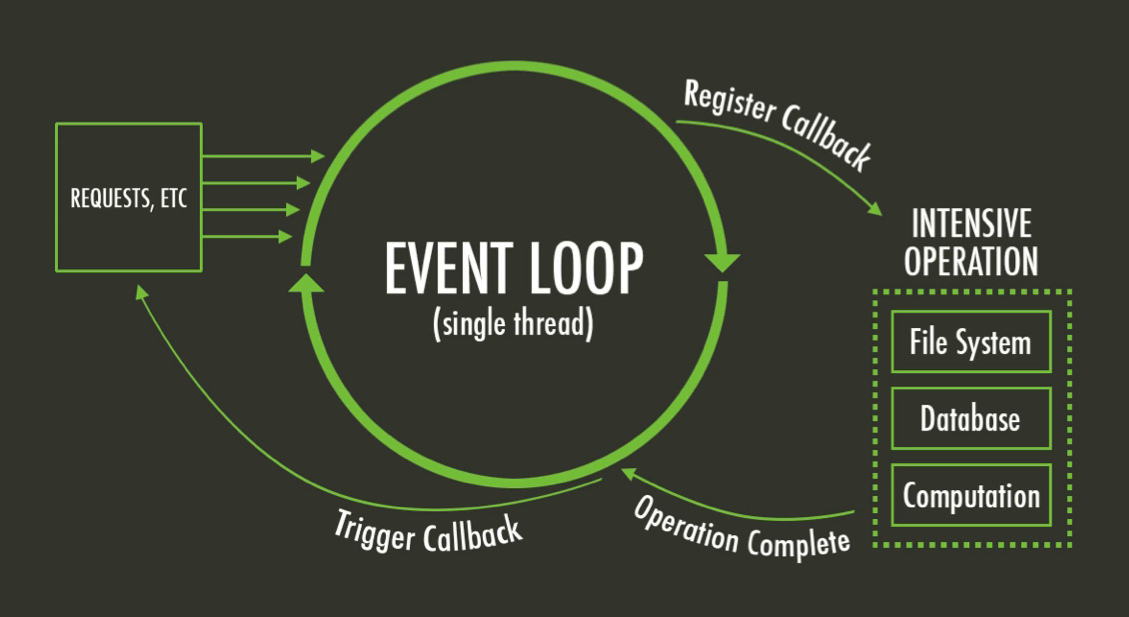 REQUESTS, ETC
EVENT LOOP
(single thread)
Register Callback
INTENSIVE
OPERATION
File System
Database
Computation
Operation Complete
Trigger Callback